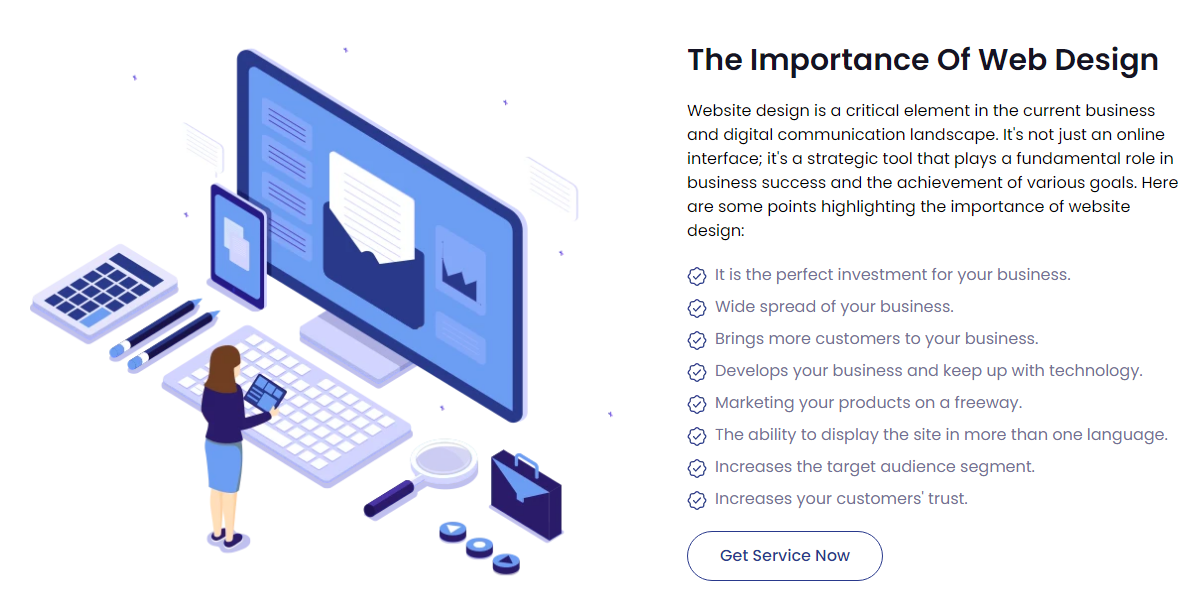 The Importance Of Web Design
Website design is a critical element in the current business
and digital communication landscape. It's not just an online
interface; it's a strategic tool that plays a fundamental role in
business success and the achievement of various goals. Here
are some points highlighting the importance of website
design:
It is the perfect investment for your business.
Wide spread of your business.
Brings more customers to your business.
Develops your business and keep up with technology.
Marketing your products on a freeway.
The ability to display the site in more than one language.
Increases the target audience segment.
Increases your customers' trust.
Get Service Now